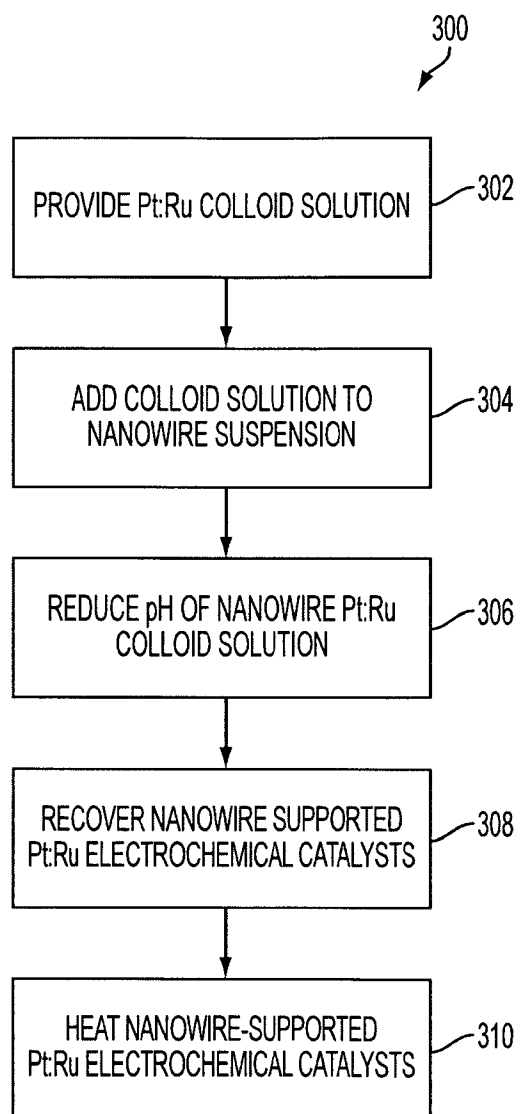 300
PROVIDE Pt:Ru COLLOID SOLUTION
302
ADD COLLOID SOLUTION TO
NANOWIRE SUSPENSION
304
REDUCE pH OF NANOWIRE Pt:Ru
COLLOID SOLUTION
306
RECOVER NANOWIRE SUPPORTED
Pt:Ru ELECTROCHEMICAL CATALYSTS
308
HEAT NANOWIRE-SUPPORTED
Pt:Ru ELECTROCHEMICAL CATALYSTS
310